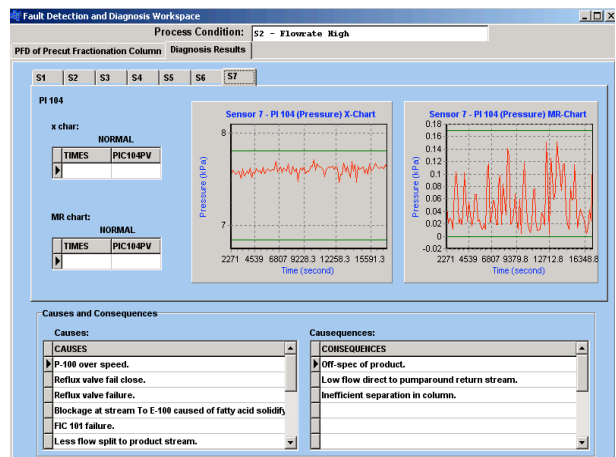 Fault Detection and Diagnosis Workspace
Process Condition: S2 - Flowrate High
PFD of Precut Fractionation Column Diagnosis Results
S1 S2 S3 S4 S5 S6 S7
PI 104
x char:
NORMAL
TIMES PIC104PV
MR chart:
NORMAL
TIMES PIC104PV
Sensor 7 - PI 104 (Pressure) X-Chart
Pressure (kPa)
8
7
2271 4539 6807 9228.3 12258.3 15591.3
Time (second)
Sensor 7 - PI 104 (Pressure) MR-Chart
Pressure (kPa)
0.18
0.16
0.14
0.12
0.1
0.08
0.06
0.04
0.02
0
-0.02
2271 4539 6807 9379.8 12712.8 16348.8
Time (second)
Causes and Consequences
Causes:
CAUSES
P-100 over speed.
Reflux valve fail close.
Reflux valve failure.
Blockage at stream To E-100 caused of fatty acid solidify
FIC 101 failure.
Less flow split to product stream.
Causequences:
CONSEQUENCES
Off-spec of product.
Low flow direct to pumparound return stream.
Inefficient separation in column.